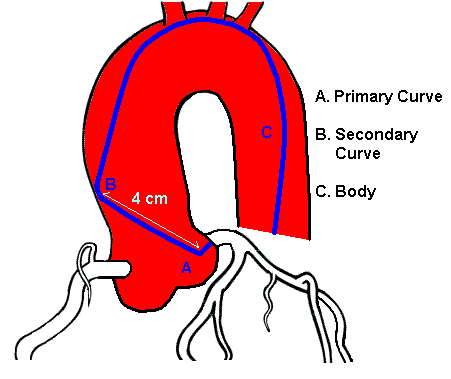 C
A. Primary Curve
B. Secondary
Curve
B
4 cm
C. Body
A